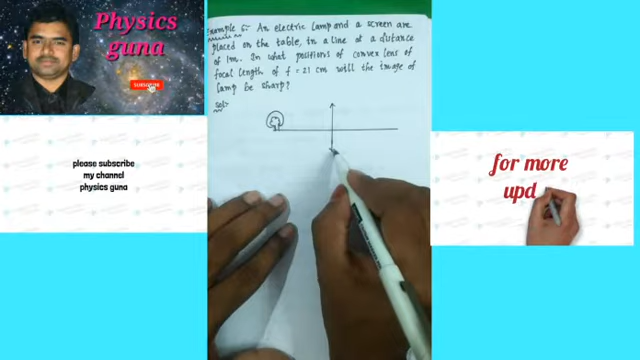 Physics
guna
SUBSCRIBE
please subscribe
my channel
physics guna
Example 6:- An electric lamp and a screen are
placed on the table, in a line at a distance
of 1m. In what positions of convex lens of
focal length of f = 21 cm will the image of
lamp be sharp?
Sol:-
for more
upd